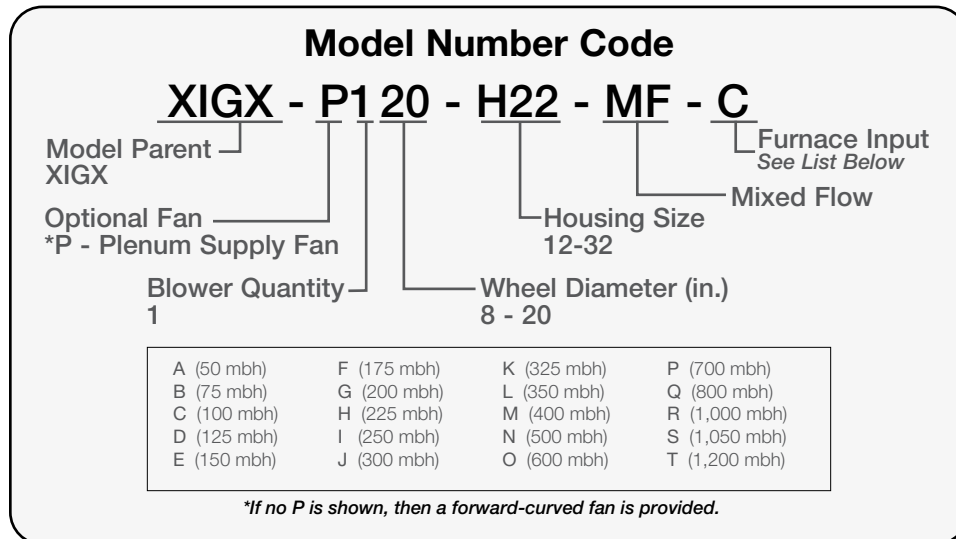 Model Number Code
XIGX - P120 - H22 - MF - C
Model Parent
XIGX
Furnace Input
See List Below
Mixed Flow
Optional Fan
*P - Plenum Supply Fan
Housing Size
12-32
Blower Quantity
1
Wheel Diameter (in.)
8 - 20
A (50 mbh) F (175 mbh) K (325 mbh) P (700 mbh)
B (75 mbh) G (200 mbh) L (350 mbh) Q (800 mbh)
C (100 mbh) H (225 mbh) M (400 mbh) R (1,000 mbh)
D (125 mbh) I (250 mbh) N (500 mbh) S (1,050 mbh)
E (150 mbh) J (300 mbh) O (600 mbh) T (1,200 mbh)
*If no P is shown, then a forward-curved fan is provided.